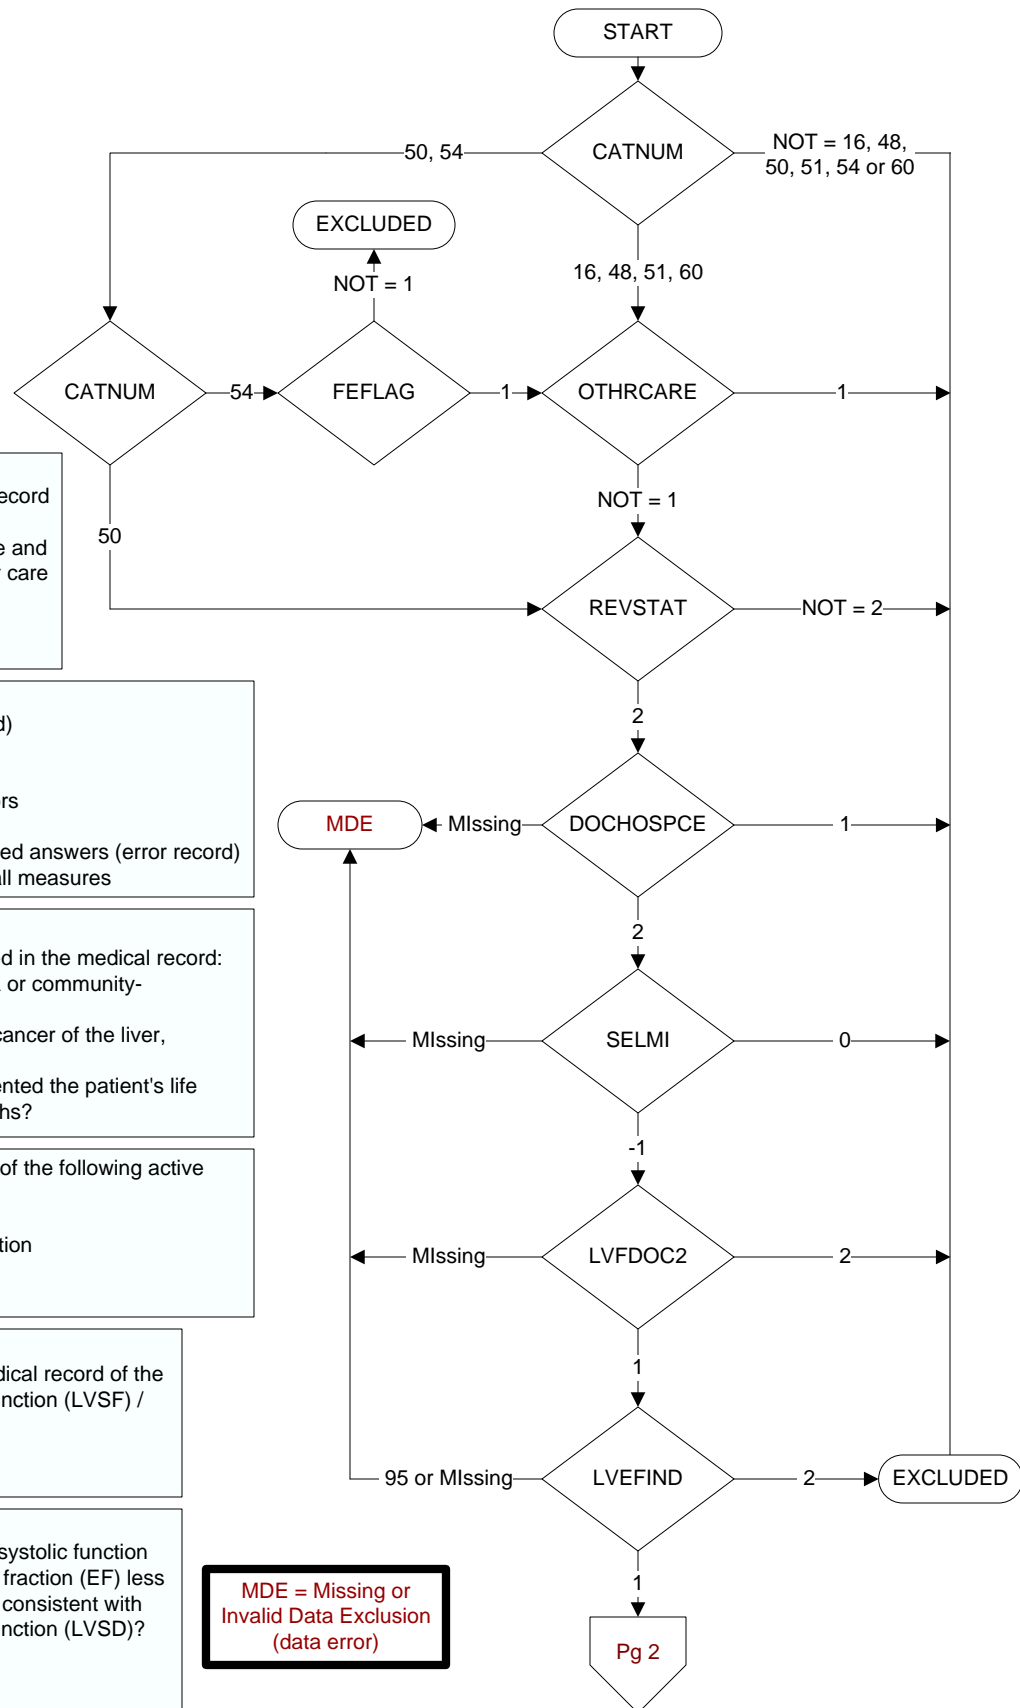 START
CATNUM
50, 54
NOT = 16, 48,
50, 51, 54 or 60
EXCLUDED
NOT = 1
16, 48, 51, 60
CATNUM
54
FEFLAG
1
OTHRCARE
1
NOT = 1
50
REVSTAT
NOT = 2
2
MDE
MIssing
DOCHOSPCE
1
2
MIssing
SELMI
0
-1
MIssing
LVFDOC2
2
1
95 or MIssing
LVEFIND
2
EXCLUDED
1
Pg 2
MDE = Missing or
Invalid Data Exclusion
(data error)
ecord
e and
care
d)
ors
ed answers (error record)
all measures
ed in the medical record:
or community-
cancer of the liver,
ented the patient's life
hs?
of the following active
tion
dical record of the
nction (LVSF) /
systolic function
fraction (EF) less
consistent with
unction (LVSD)?